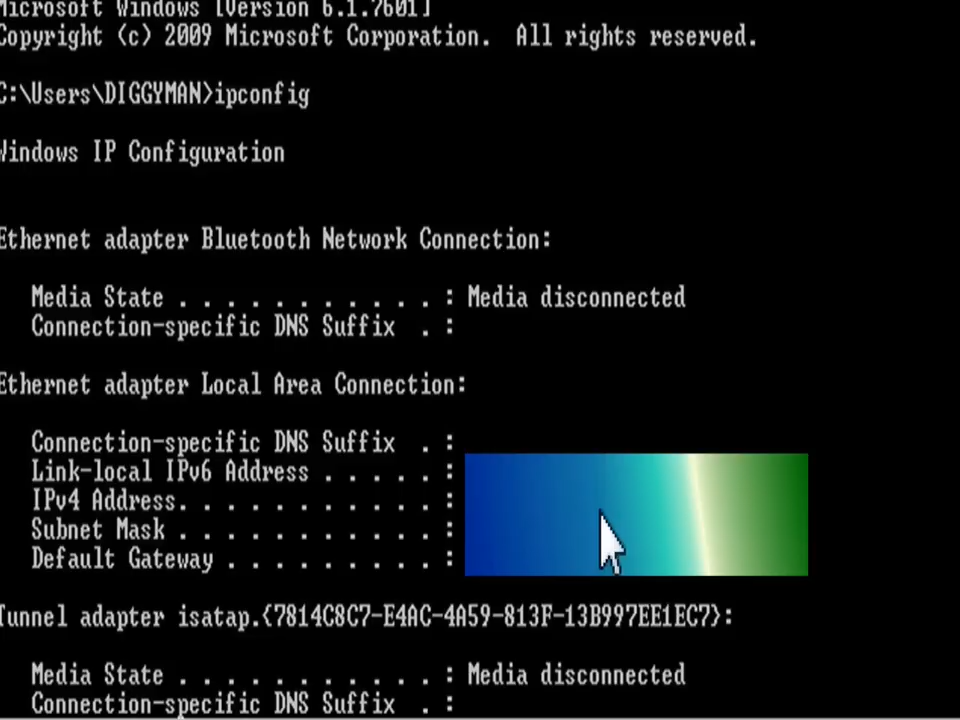 Microsoft Windows [Version 6.1.7601]
Copyright (c) 2009 Microsoft Corporation.  All rights reserved.
C:\Users\DIGGYMAN>ipconfig
Windows IP Configuration
Ethernet adapter Bluetooth Network Connection:
Media State . . . . . . . . . . . : Media disconnected
Connection-specific DNS Suffix  . :
Ethernet adapter Local Area Connection:
Connection-specific DNS Suffix  . :
Link-local IPv6 Address . . . . . :
IPv4 Address. . . . . . . . . . . :
Subnet Mask . . . . . . . . . . . :
Default Gateway . . . . . . . . . :
Tunnel adapter isatap.{7814C8C7-E4AC-4A59-813F-13B997EE1EC7}:
Media State . . . . . . . . . . . : Media disconnected
Connection-specific DNS Suffix  . :